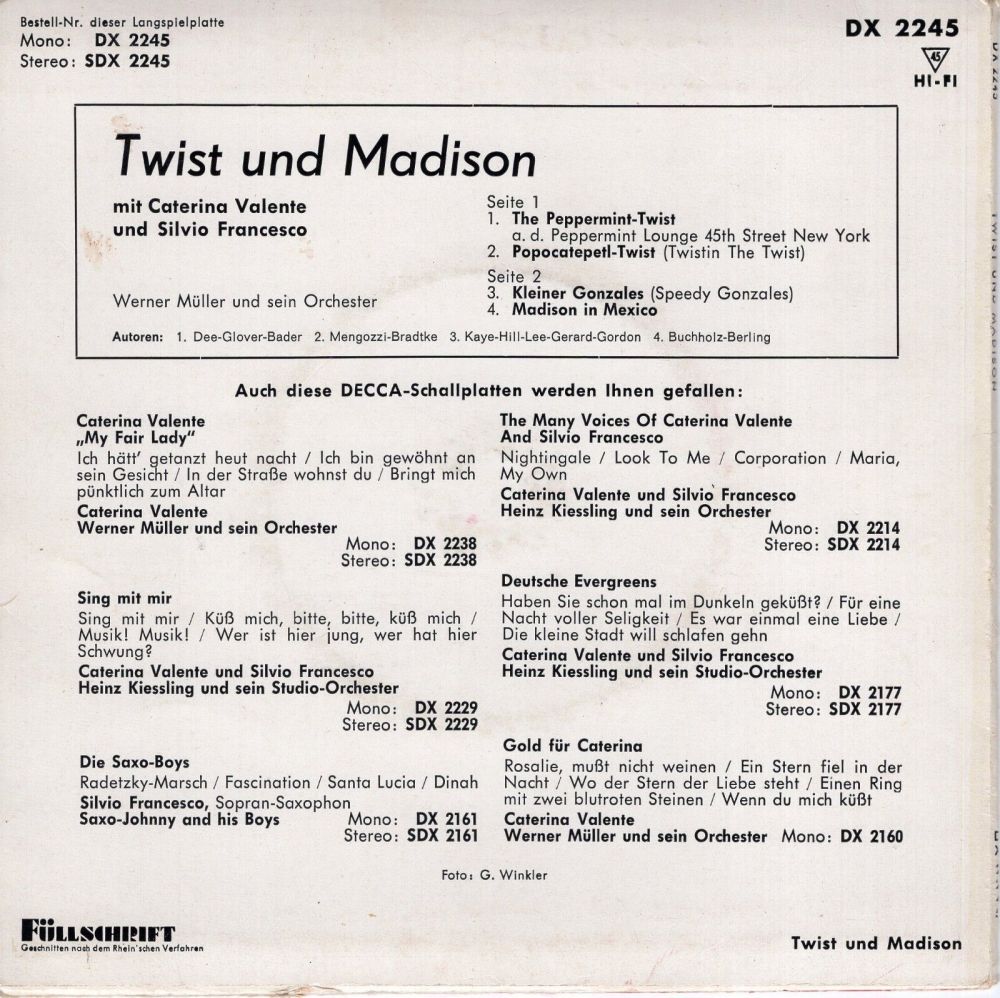 Bestell-Nr. dieser Langspielplatte
Mono: DX 2245
Stereo: SDX 2245
DX 2245
45
HI-FI
Twist und Madison
mit Caterina Valente
und Silvio Francesco
Werner Müller und sein Orchester
Seite 1
1. The Peppermint-Twist
a. d. Peppermint Lounge 45th Street New York
2. Popocatepetl-Twist (Twistin The Twist)
Seite 2
3. Kleiner Gonzales (Speedy Gonzales)
4. Madison in Mexico
Autoren: 1. Dee-Glover-Bader 2. Mengozzi-Bradtke 3. Kaye-Hill-Lee-Gerard-Gordon 4. Buchholz-Berling
Auch diese DECCA-Schallplatten werden Ihnen gefallen:
Caterina Valente
„My Fair Lady“
Ich hätt' getanzt heut nacht / Ich bin gewöhnt an
sein Gesicht / In der Straße wohnst du / Bringt mich
pünktlich zum Altar
Caterina Valente
Werner Müller und sein Orchester
Mono: DX 2238
Stereo: SDX 2238
Sing mit mir
Sing mit mir / Küß mich, bitte, bitte, küß mich /
Musik! Musik! / Wer ist hier jung, wer hat hier
Schwung?
Caterina Valente und Silvio Francesco
Heinz Kiessling und sein Studio-Orchester
Mono: DX 2229
Stereo: SDX 2229
Die Saxo-Boys
Radetzky-Marsch / Fascination / Santa Lucia / Dinah
Silvio Francesco, Sopran-Saxophon
Saxo-Johnny and his Boys Mono: DX 2161
Stereo: SDX 2161
The Many Voices Of Caterina Valente
And Silvio Francesco
Nightingale / Look To Me / Corporation / Maria,
My Own
Caterina Valente und Silvio Francesco
Heinz Kiessling und sein Orchester
Mono: DX 2214
Stereo: SDX 2214
Deutsche Evergreens
Haben Sie schon mal im Dunkeln geküßt? / Für eine
Nacht voller Seligkeit / Es war einmal eine Liebe /
Die kleine Stadt will schlafen gehn
Caterina Valente und Silvio Francesco
Heinz Kiessling und sein Studio-Orchester
Mono: DX 2177
Stereo: SDX 2177
Gold für Caterina
Rosalie, mußt nicht weinen / Ein Stern fiel in der
Nacht / Wo der Stern der Liebe steht / Einen Ring
mit zwei blutroten Steinen / Wenn du mich küßt
Caterina Valente
Werner Müller und sein Orchester Mono: DX 2160
Foto: G. Winkler
FÜLLSCHRIFT
Geschnitten nach dem Rhein'schen Verfahren
Twist und Madison